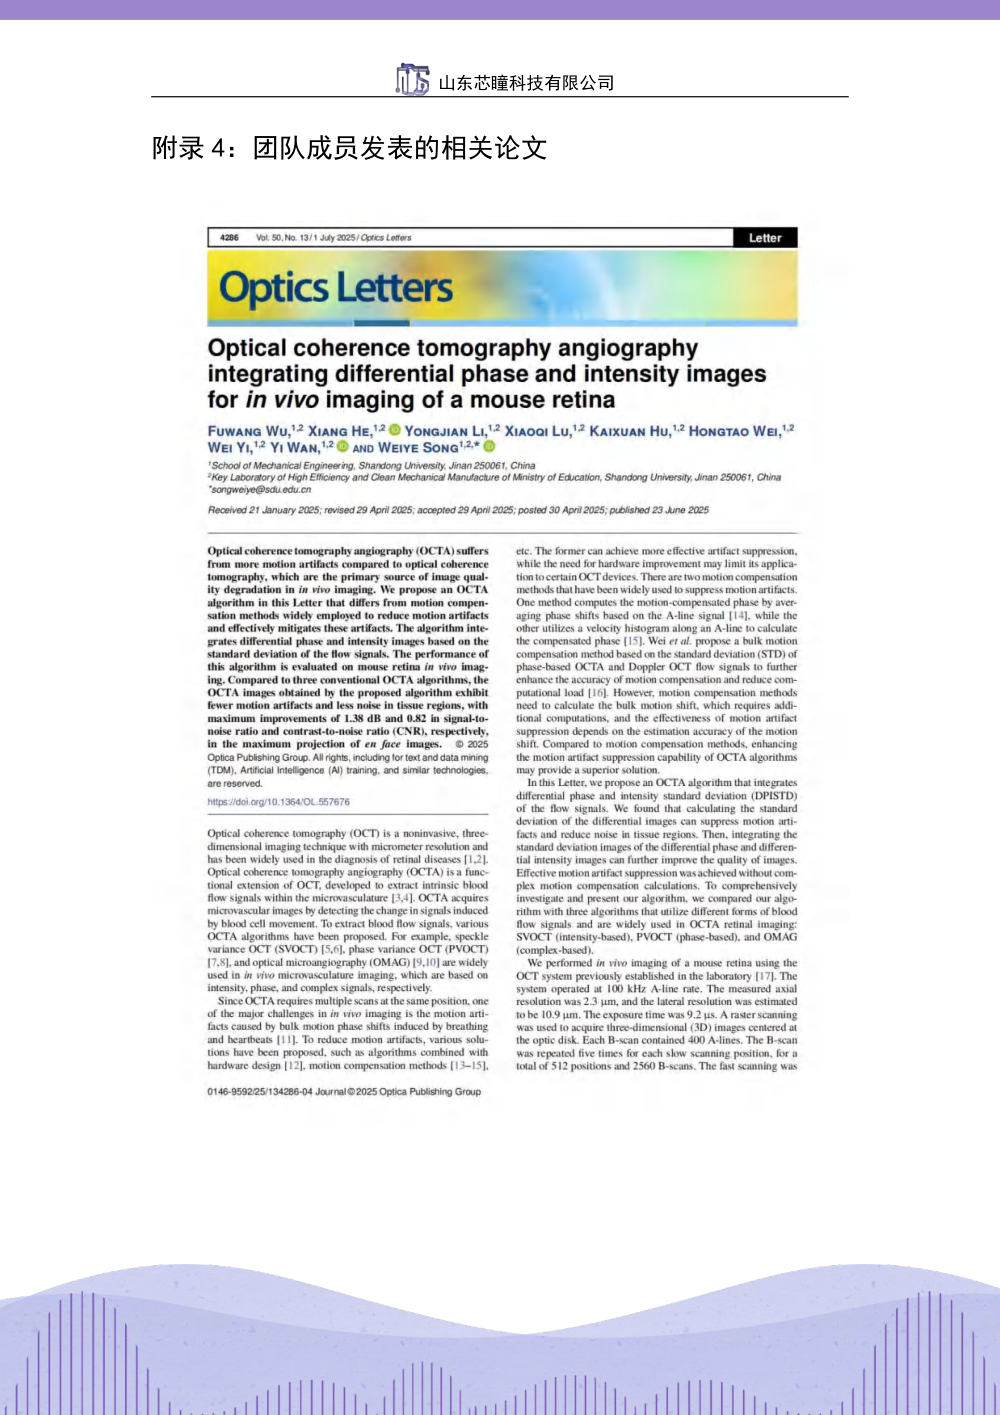 山东芯瞳科技有限公司
附录 4：团队成员发表的相关论文
4286 Vol. 50, No. 13 / 1 July 2025 / Optics Letters Letter
Optics Letters
Optical coherence tomography angiography
integrating differential phase and intensity images
for in vivo imaging of a mouse retina
FUWANG WU,1,2 XIANG HE,1,2 YONGJIAN LI,1,2 XIAOQI LU,1,2 KAIXUAN HU,1,2 HONGTAO WEI,1,2
WEI YI,1,2 YI WAN,1,2 AND WEIYE SONG1,2,*
1School of Mechanical Engineering, Shandong University, Jinan 250061, China
2Key Laboratory of High Efficiency and Clean Mechanical Manufacture of Ministry of Education, Shandong University, Jinan 250061, China
*songweiye@sdu.edu.cn
Received 21 January 2025; revised 29 April 2025; accepted 29 April 2025; posted 30 April 2025; published 23 June 2025
Optical coherence tomography angiography (OCTA) suffers
from more motion artifacts compared to optical coherence
tomography, which are the primary source of image qual-
ity degradation in in vivo imaging. We propose an OCTA
algorithm in this Letter that differs from motion compen-
sation methods widely employed to reduce motion artifacts
and effectively mitigates these artifacts. The algorithm inte-
grates differential phase and intensity images based on the
standard deviation of the flow signals. The performance of
this algorithm is evaluated on mouse retina in vivo imag-
ing. Compared to three conventional OCTA algorithms, the
OCTA images obtained by the proposed algorithm exhibit
fewer motion artifacts and less noise in tissue regions, with
maximum improvements of 1.38 dB and 0.82 in signal-to-
noise ratio and contrast-to-noise ratio (CNR), respectively,
in the maximum projection of en face images. © 2025
Optica Publishing Group. All rights, including for text and data mining
(TDM), Artificial Intelligence (AI) training, and similar technologies,
are reserved.
https://doi.org/10.1364/OL.557676
Optical coherence tomography (OCT) is a noninvasive, three-
dimensional imaging technique with micrometer resolution and
has been widely used in the diagnosis of retinal diseases [1,2].
Optical coherence tomography angiography (OCTA) is a func-
tional extension of OCT, developed to extract intrinsic blood
flow signals within the microvasculature [3,4]. OCTA acquires
microvascular images by detecting the change in signals induced
by blood cell movement. To extract blood flow signals, various
OCTA algorithms have been proposed. For example, speckle
variance OCT (SVOCT) [5,6], phase variance OCT (PVOCT)
[7,8], and optical microangiography (OMAG) [9,10] are widely
used in in vivo microvasculature imaging, which are based on
intensity, phase, and complex signals, respectively.
Since OCTA requires multiple scans at the same position, one
of the major challenges in in vivo imaging is the motion arti-
facts caused by bulk motion phase shifts induced by breathing
and heartbeats [11]. To reduce motion artifacts, various solu-
tions have been proposed, such as algorithms combined with
hardware design [12], motion compensation methods [13–15],
etc. The former can achieve more effective artifact suppression,
while the need for hardware improvement may limit its applica-
tion to certain OCT devices. There are two motion compensation
methods that have been widely used to suppress motion artifacts.
One method computes the motion-compensated phase by aver-
aging phase shifts based on the A-line signal [14], while the
other utilizes a velocity histogram along an A-line to calculate
the compensated phase [15]. Wei et al. propose a bulk motion
compensation method based on the standard deviation (STD) of
phase-based OCTA and Doppler OCT flow signals to further
enhance the accuracy of motion compensation and reduce com-
putational load [16]. However, motion compensation methods
need to calculate the bulk motion shift, which requires addi-
tional computations, and the effectiveness of motion artifact
suppression depends on the estimation accuracy of the motion
shift. Compared to motion compensation methods, enhancing
the motion artifact suppression capability of OCTA algorithms
may provide a superior solution.
In this Letter, we propose an OCTA algorithm that integrates
differential phase and intensity standard deviation (DPISTD)
of the flow signals. We found that calculating the standard
deviation of the differential images can suppress motion arti-
facts and reduce noise in tissue regions. Then, integrating the
standard deviation images of the differential phase and differen-
tial intensity images can further improve the quality of images.
Effective motion artifact suppression was achieved without com-
plex motion compensation calculations. To comprehensively
investigate and present our algorithm, we compared our algo-
rithm with three algorithms that utilize different forms of blood
flow signals and are widely used in OCTA retinal imaging:
SVOCT (intensity-based), PVOCT (phase-based), and OMAG
(complex-based).
We performed in vivo imaging of a mouse retina using the
OCT system previously established in the laboratory [17]. The
system operated at 100 kHz A-line rate. The measured axial
resolution was 2.3 μm, and the lateral resolution was estimated
to be 10.9 μm. The exposure time was 9.2 μs. A raster scanning
was used to acquire three-dimensional (3D) images centered at
the optic disk. Each B-scan contained 400 A-lines. The B-scan
was repeated five times for each slow scanning position, for a
total of 512 positions and 2560 B-scans. The fast scanning was
0146-9592/25/134286-04 Journal © 2025 Optica Publishing Group